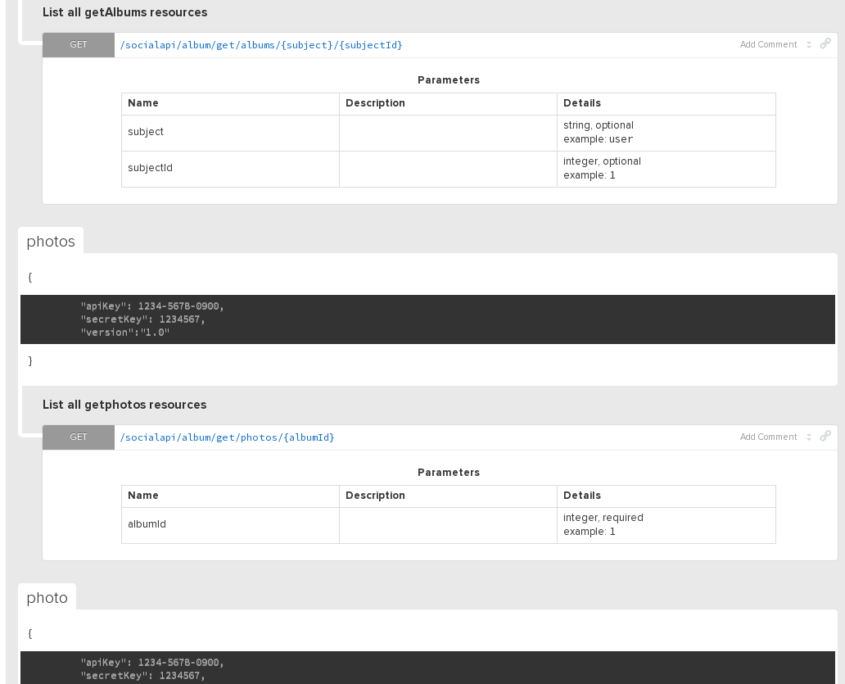 List all getAlbums resources
GET /socialapi/album/get/albums/{subject}/{subjectId} Add Comment
Parameters
Name Description Details
subject string, optional
example: user
subjectId integer, optional
example: 1
photos
{
"apiKey": 1234-5678-0900,
"secretKey": 1234567,
"version":"1.0"
}
List all getphotos resources
GET /socialapi/album/get/photos/{albumId} Add Comment
Parameters
Name Description Details
albumId integer, required
example: 1
photo
{
"apiKey": 1234-5678-0900,
"secretKey": 1234567,